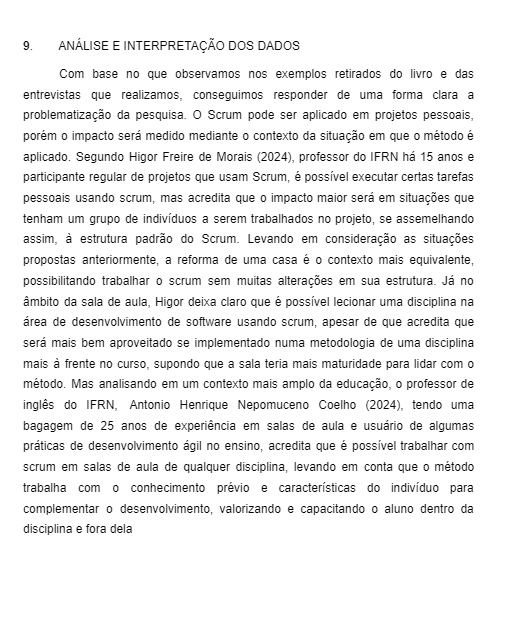 9. ANÁLISE E INTERPRETAÇÃO DOS DADOS
Com base no que observamos nos exemplos retirados do livro e das
entrevistas que realizamos, conseguimos responder de uma forma clara a
problematização da pesquisa. O Scrum pode ser aplicado em projetos pessoais,
porém o impacto será medido mediante o contexto da situação em que o método é
aplicado. Segundo Higor Freire de Morais (2024), professor do IFRN há 15 anos e
participante regular de projetos que usam Scrum, é possível executar certas tarefas
pessoais usando scrum, mas acredita que o impacto maior será em situações que
tenham um grupo de indivíduos a serem trabalhados no projeto, se assemelhando
assim, à estrutura padrão do Scrum. Levando em consideração as situações
propostas anteriormente, a reforma de uma casa é o contexto mais equivalente,
possibilitando trabalhar o scrum sem muitas alterações em sua estrutura. Já no
âmbito da sala de aula, Higor deixa claro que é possível lecionar uma disciplina na
área de desenvolvimento de software usando scrum, apesar de que acredita que
será mais bem aproveitado se implementado numa metodologia de uma disciplina
mais à frente no curso, supondo que a sala teria mais maturidade para lidar com o
método. Mas analisando em um contexto mais amplo da educação, o professor de
inglês do IFRN, Antonio Henrique Nepomuceno Coelho (2024), tendo uma
bagagem de 25 anos de experiência em salas de aula e usuário de algumas
práticas de desenvolvimento ágil no ensino, acredita que é possível trabalhar com
scrum em salas de aula de qualquer disciplina, levando em conta que o método
trabalha com o conhecimento prévio e características do indivíduo para
complementar o desenvolvimento, valorizando e capacitando o aluno dentro da
disciplina e fora dela